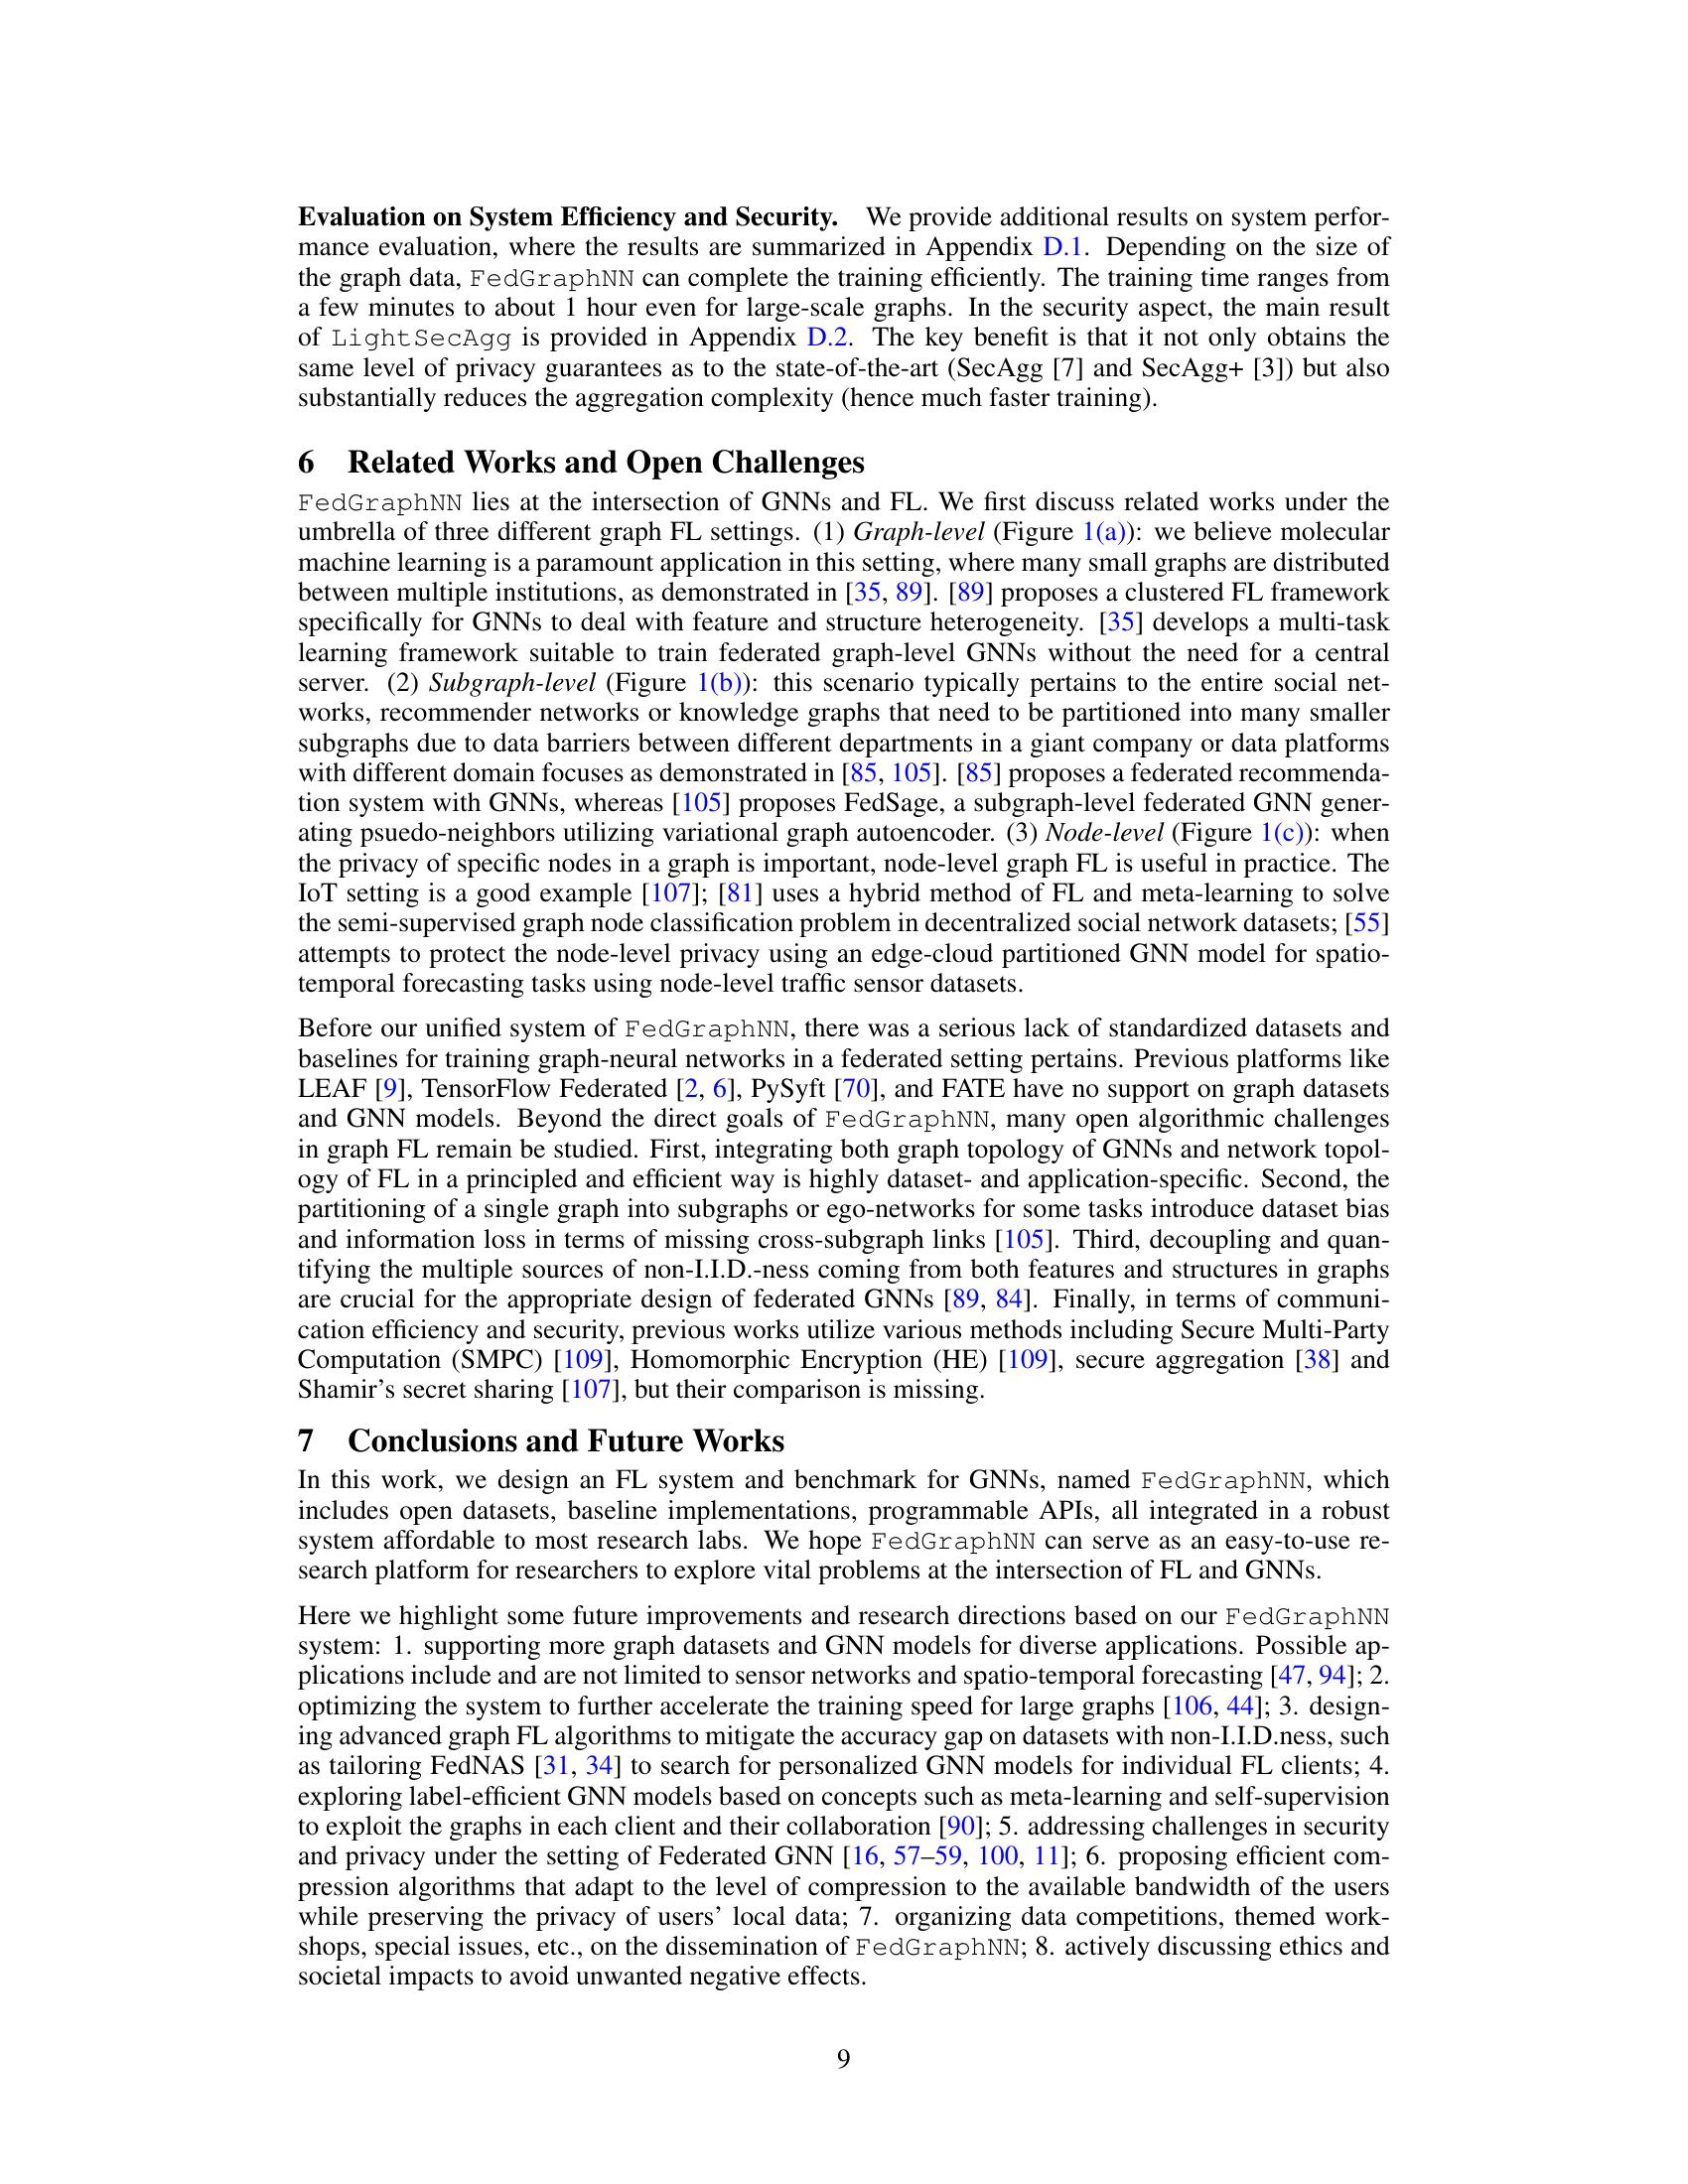 Evaluation on System Efficiency and Security. We provide additional results on system perfor-
mance evaluation, where the results are summarized in Appendix D.1. Depending on the size of
the graph data, FedGraphNN can complete the training efficiently. The training time ranges from
a few minutes to about 1 hour even for large-scale graphs. In the security aspect, the main result
of LightSecAgg is provided in Appendix D.2. The key benefit is that it not only obtains the
same level of privacy guarantees as to the state-of-the-art (SecAgg [7] and SecAgg+ [3]) but also
substantially reduces the aggregation complexity (hence much faster training).
6 Related Works and Open Challenges
FedGraphNN lies at the intersection of GNNs and FL. We first discuss related works under the
umbrella of three different graph FL settings. (1) Graph-level (Figure 1(a)): we believe molecular
machine learning is a paramount application in this setting, where many small graphs are distributed
between multiple institutions, as demonstrated in [35, 89]. [89] proposes a clustered FL framework
specifically for GNNs to deal with feature and structure heterogeneity. [35] develops a multi-task
learning framework suitable to train federated graph-level GNNs without the need for a central
server. (2) Subgraph-level (Figure 1(b)): this scenario typically pertains to the entire social net-
works, recommender networks or knowledge graphs that need to be partitioned into many smaller
subgraphs due to data barriers between different departments in a giant company or data platforms
with different domain focuses as demonstrated in [85, 105]. [85] proposes a federated recommenda-
tion system with GNNs, whereas [105] proposes FedSage, a subgraph-level federated GNN gener-
ating psuedo-neighbors utilizing variational graph autoencoder. (3) Node-level (Figure 1(c)): when
the privacy of specific nodes in a graph is important, node-level graph FL is useful in practice. The
IoT setting is a good example [107]; [81] uses a hybrid method of FL and meta-learning to solve
the semi-supervised graph node classification problem in decentralized social network datasets; [55]
attempts to protect the node-level privacy using an edge-cloud partitioned GNN model for spatio-
temporal forecasting tasks using node-level traffic sensor datasets.
Before our unified system of FedGraphNN, there was a serious lack of standardized datasets and
baselines for training graph-neural networks in a federated setting pertains. Previous platforms like
LEAF [9], TensorFlow Federated [2, 6], PySyft [70], and FATE have no support on graph datasets
and GNN models. Beyond the direct goals of FedGraphNN, many open algorithmic challenges
in graph FL remain be studied. First, integrating both graph topology of GNNs and network topol-
ogy of FL in a principled and efficient way is highly dataset- and application-specific. Second, the
partitioning of a single graph into subgraphs or ego-networks for some tasks introduce dataset bias
and information loss in terms of missing cross-subgraph links [105]. Third, decoupling and quan-
tifying the multiple sources of non-I.I.D.-ness coming from both features and structures in graphs
are crucial for the appropriate design of federated GNNs [89, 84]. Finally, in terms of communi-
cation efficiency and security, previous works utilize various methods including Secure Multi-Party
Computation (SMPC) [109], Homomorphic Encryption (HE) [109], secure aggregation [38] and
Shamir's secret sharing [107], but their comparison is missing.
7 Conclusions and Future Works
In this work, we design an FL system and benchmark for GNNs, named FedGraphNN, which
includes open datasets, baseline implementations, programmable APIs, all integrated in a robust
system affordable to most research labs. We hope FedGraphNN can serve as an easy-to-use re-
search platform for researchers to explore vital problems at the intersection of FL and GNNs.
Here we highlight some future improvements and research directions based on our FedGraphNN
system: 1. supporting more graph datasets and GNN models for diverse applications. Possible ap-
plications include and are not limited to sensor networks and spatio-temporal forecasting [47, 94]; 2.
optimizing the system to further accelerate the training speed for large graphs [106, 44]; 3. design-
ing advanced graph FL algorithms to mitigate the accuracy gap on datasets with non-I.I.D.ness, such
as tailoring FedNAS [31, 34] to search for personalized GNN models for individual FL clients; 4.
exploring label-efficient GNN models based on concepts such as meta-learning and self-supervision
to exploit the graphs in each client and their collaboration [90]; 5. addressing challenges in security
and privacy under the setting of Federated GNN [16, 57–59, 100, 11]; 6. proposing efficient com-
pression algorithms that adapt to the level of compression to the available bandwidth of the users
while preserving the privacy of users' local data; 7. organizing data competitions, themed work-
shops, special issues, etc., on the dissemination of FedGraphNN; 8. actively discussing ethics and
societal impacts to avoid unwanted negative effects.
9